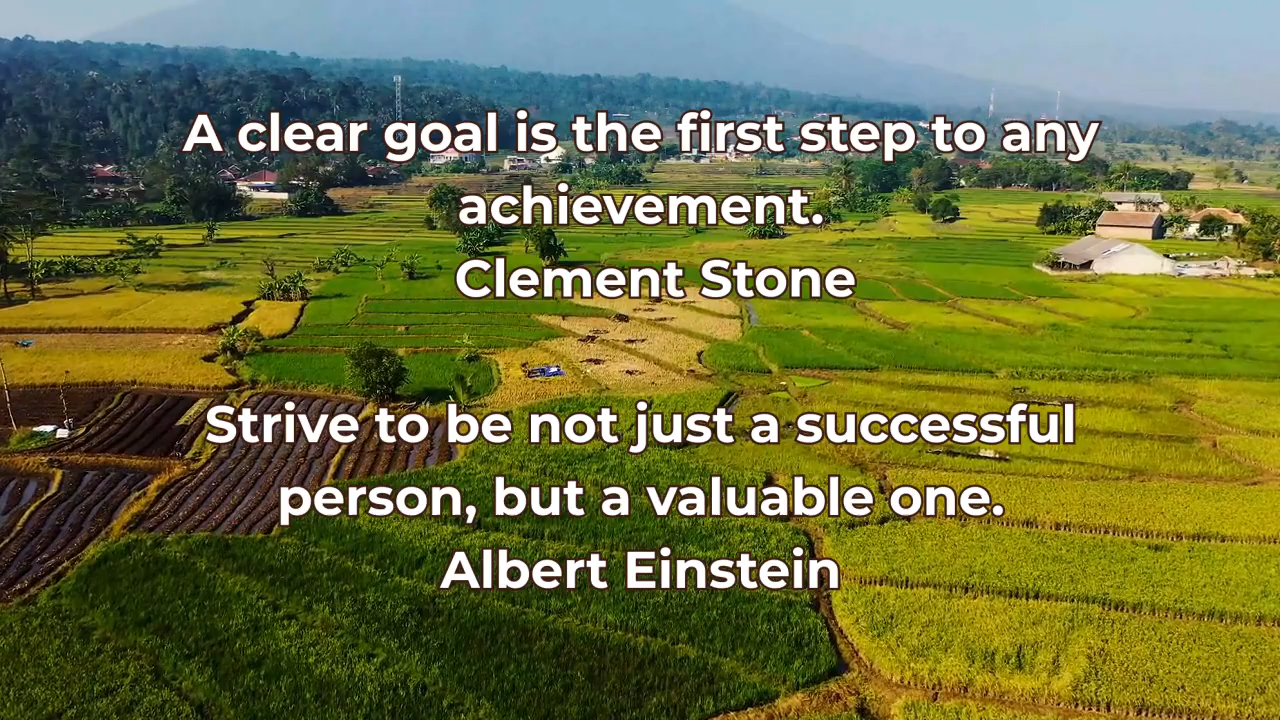 A clear goal is the first step to any
achievement.
Clement Stone
Strive to be not just a successful
person, but a valuable one.
Albert Einstein